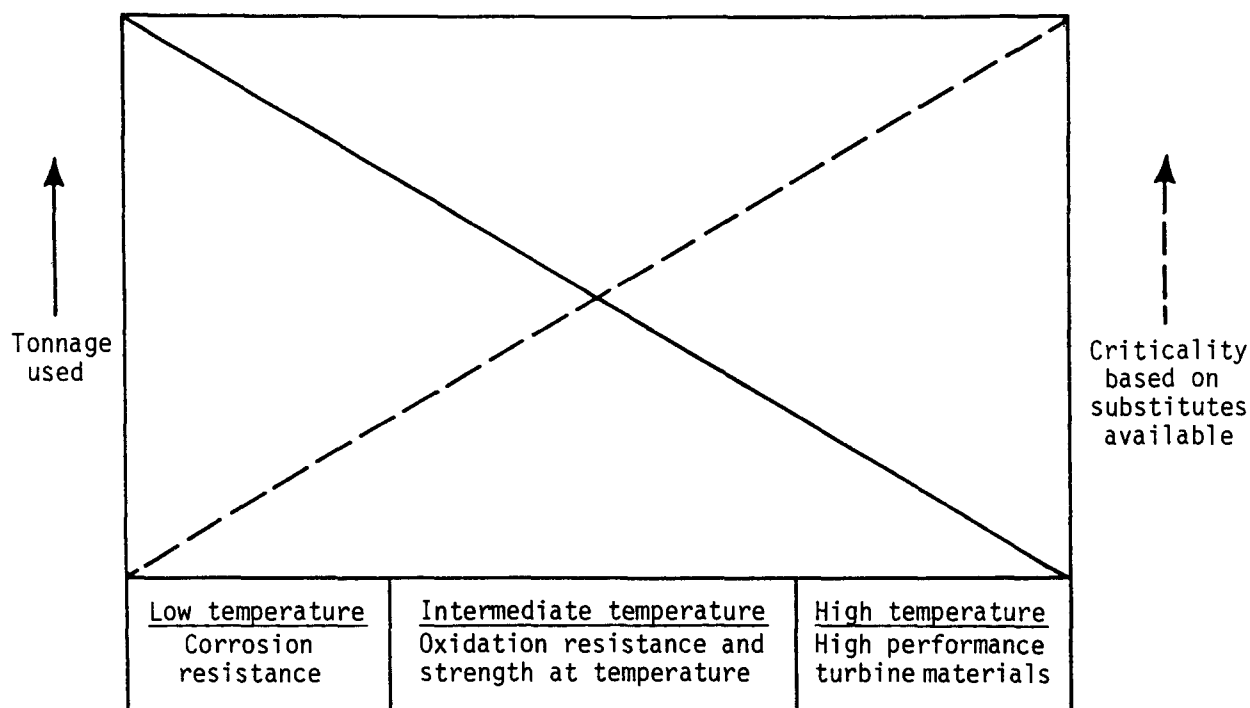 Tonnage
used
Criticality
based on
substitutes
available
Low temperature
Corrosion
resistance
Intermediate temperature
Oxidation resistance and
strength at temperature
High temperature
High performance
turbine materials